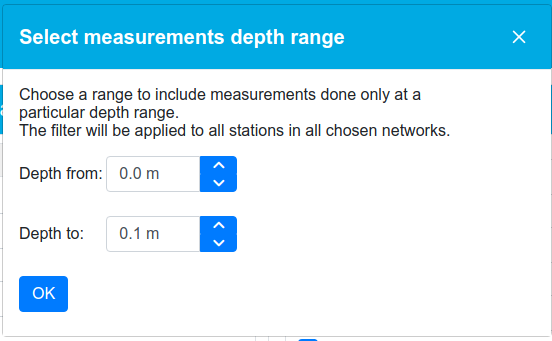 Select measurements depth range
Choose a range to include measurements done only at a
particular depth range.
The filter will be applied to all stations in all chosen networks.
Depth from: 0.0 m
Depth to: 0.1 m
OK